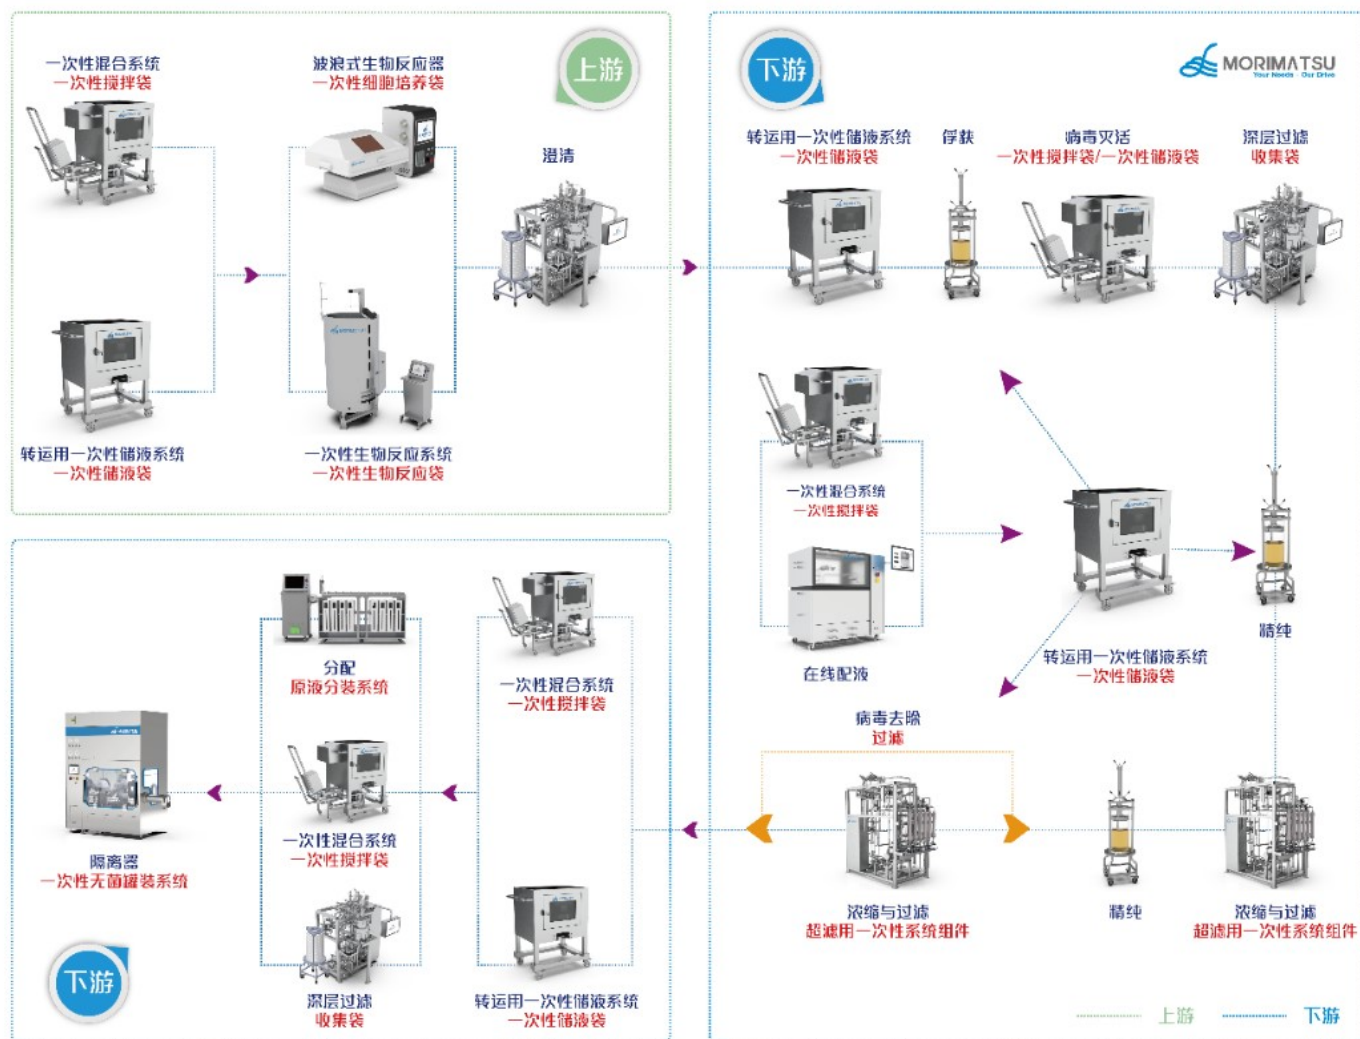 一次性混合系统
一次性搅拌袋
波浪式生物反应器
一次性细胞培养袋
上游
澄清
转运用一次性储液系统
一次性储液袋
一次性生物反应系统
一次性生物反应袋
下游
MORIMATSU
Your Needs - Our Drive
转运用一次性储液系统
一次性储液袋
俘获
病毒灭活
一次性搅拌袋/一次性储液袋
深层过滤
收集袋
一次性混合系统
一次性搅拌袋
在线配液
转运用一次性储液系统
一次性储液袋
精纯
病毒去除
过滤
浓缩与过滤
超滤用一次性系统组件
精纯
浓缩与过滤
超滤用一次性系统组件
分配
原液分装系统
一次性混合系统
一次性搅拌袋
一次性混合系统
一次性搅拌袋
隔离器
一次性无菌罐装系统
下游
深层过滤
收集袋
转运用一次性储液系统
一次性储液袋
上游
下游